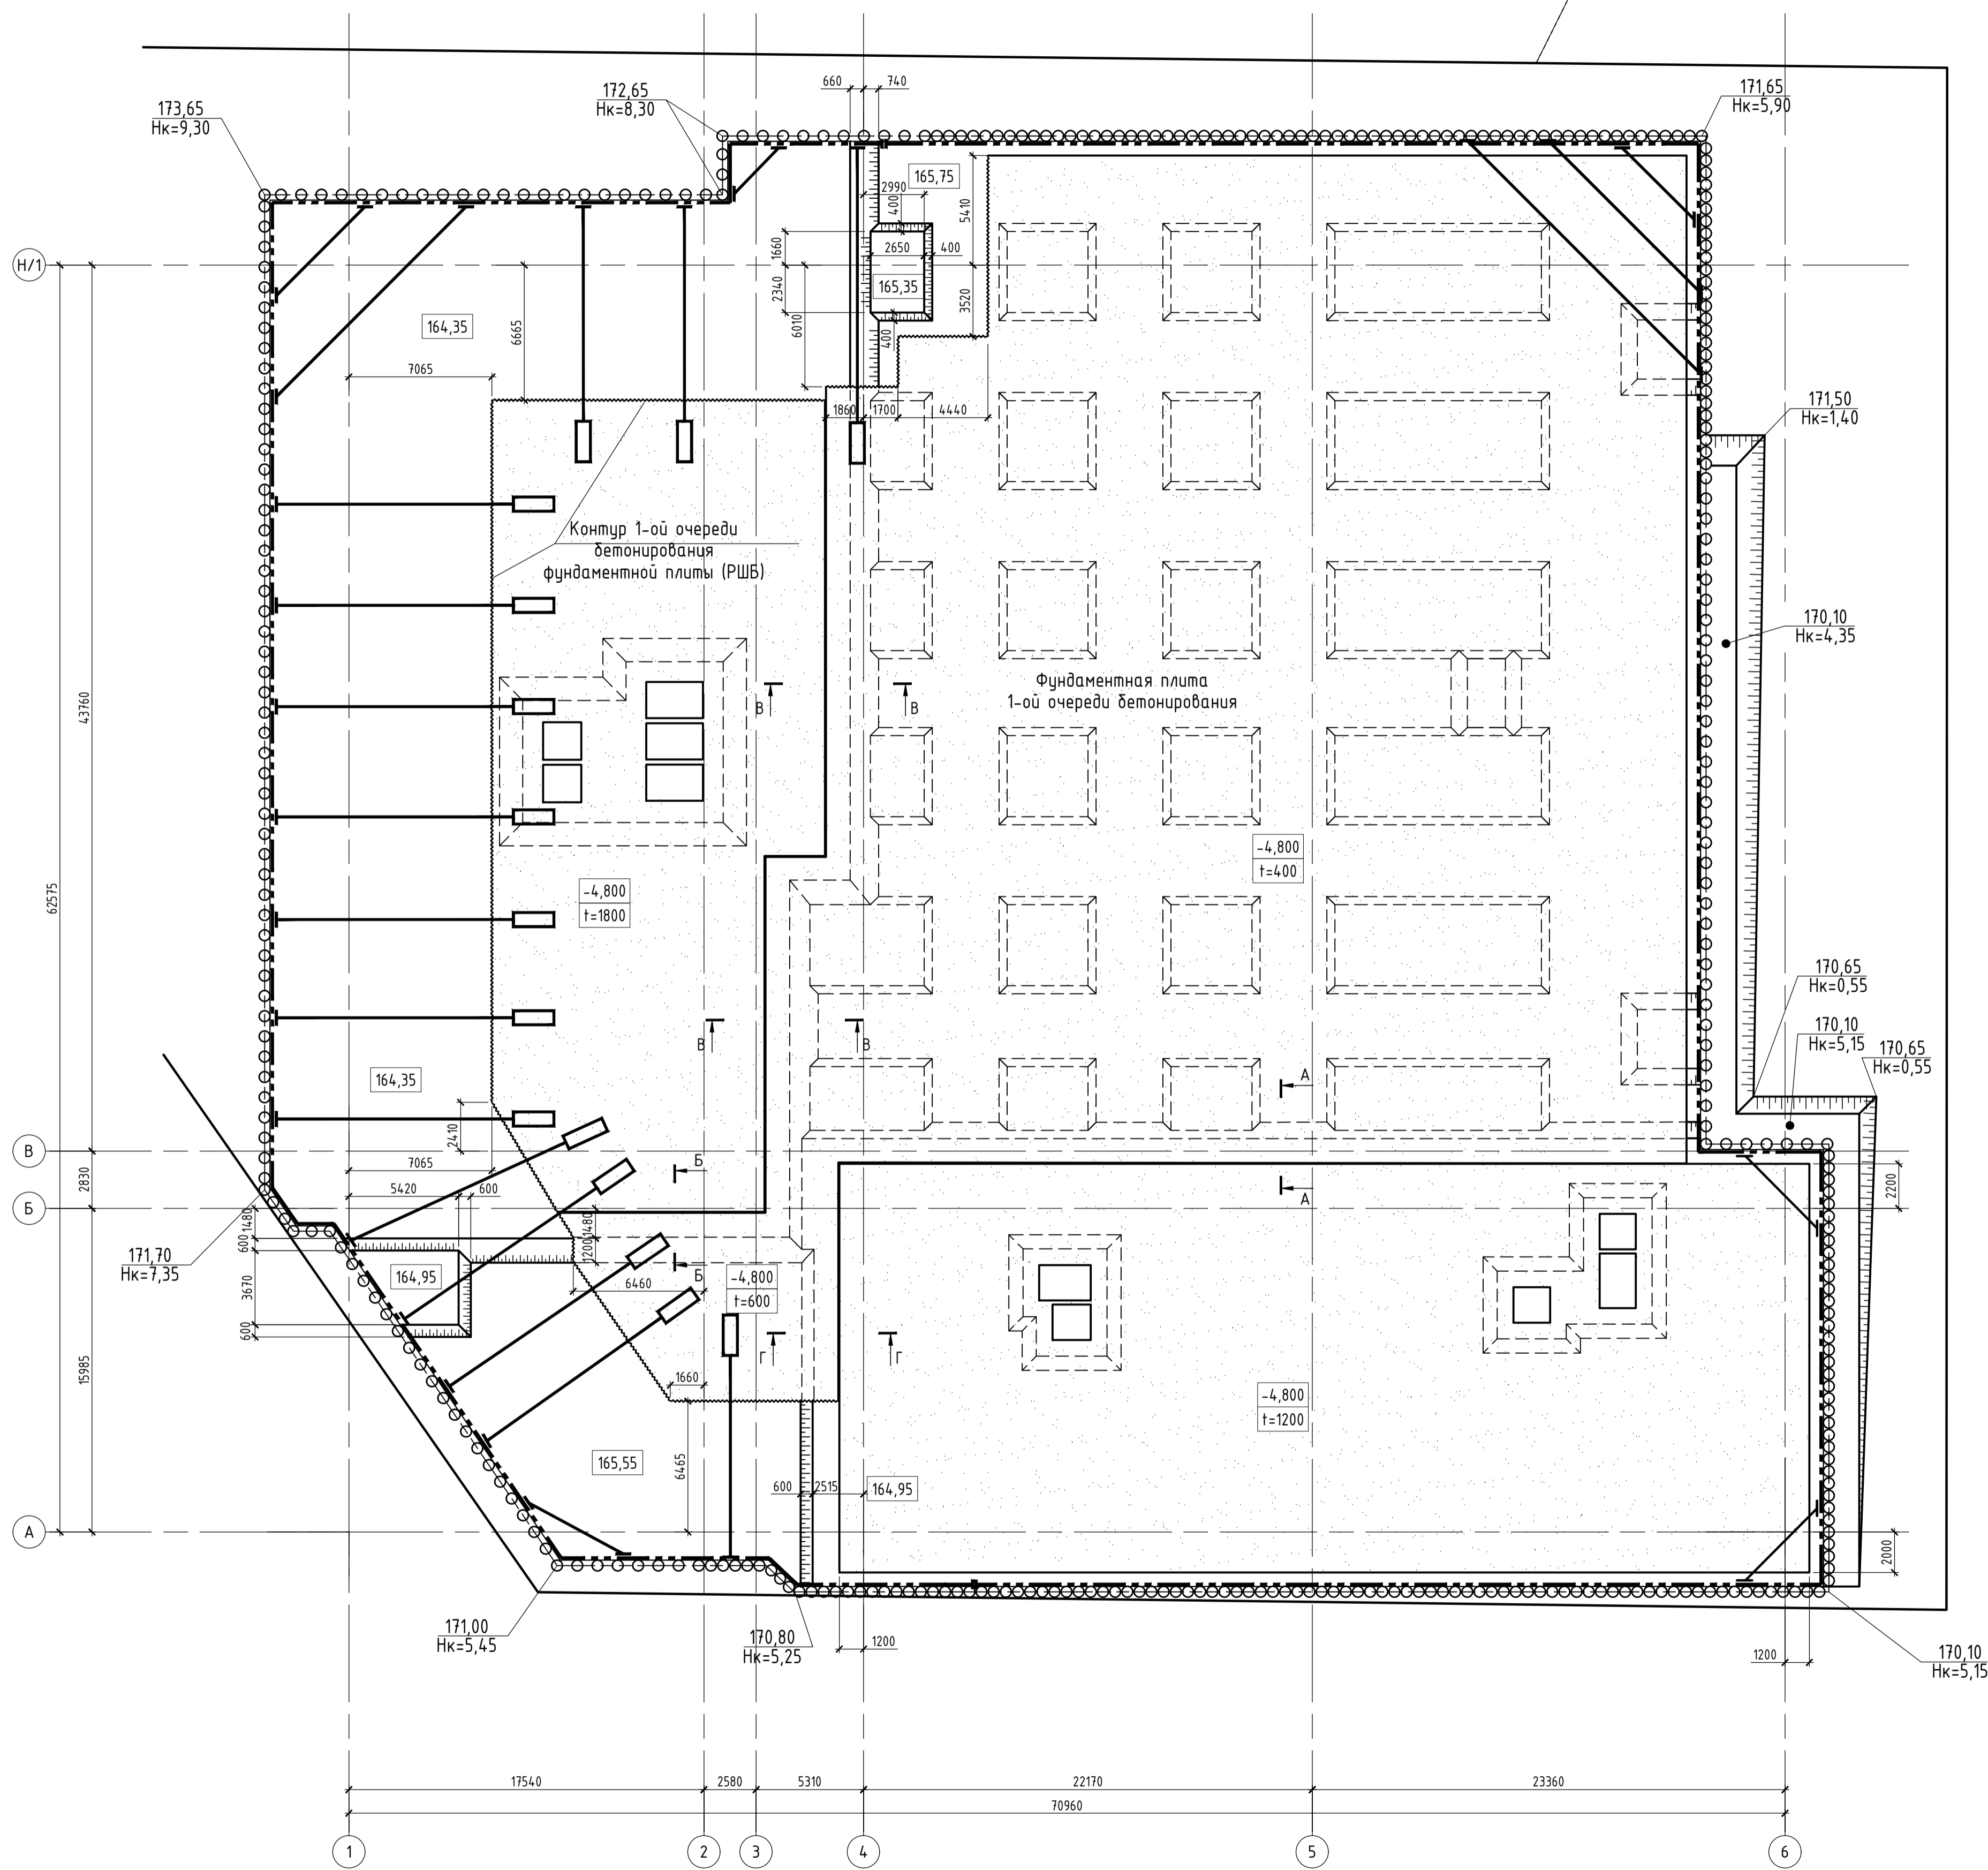 660
740
173,65
Нк=9,30
172,65
Нк=8,30
171,65
Нк=5,90
165,75
2990
400
5410
1660
2650
400
Н/1
2340
165,35
3520
6010
400
164,35
6665
7065
1860
1700
4440
171,50
Нк=1,40
Контур 1-ой очереди
бетонирования
фундаментной плиты (РШБ)
170,10
Нк=4,35
Фундаментная плита
1-ой очереди бетонирования
В
В
43760
62575
-4,800
t=400
-4,800
t=1800
170,65
Нк=0,55
170,10
Нк=5,15
170,65
Нк=0,55
В
В
164,35
А
2410
В
7065
Б
2830
5420
600
А
2200
Б
1480
600
1480
1200
171,70
Нк=7,35
164,95
3670
Б
6460
-4,800
t=600
600
Г
Г
15985
1660
-4,800
t=1200
165,55
6465
600
2515
164,95
А
2000
171,00
Нк=5,45
170,80
Нк=5,25
1200
170,10
Нк=5,15
1200
17540
2580
5310
22170
23360
70960
1
2
3
4
5
6